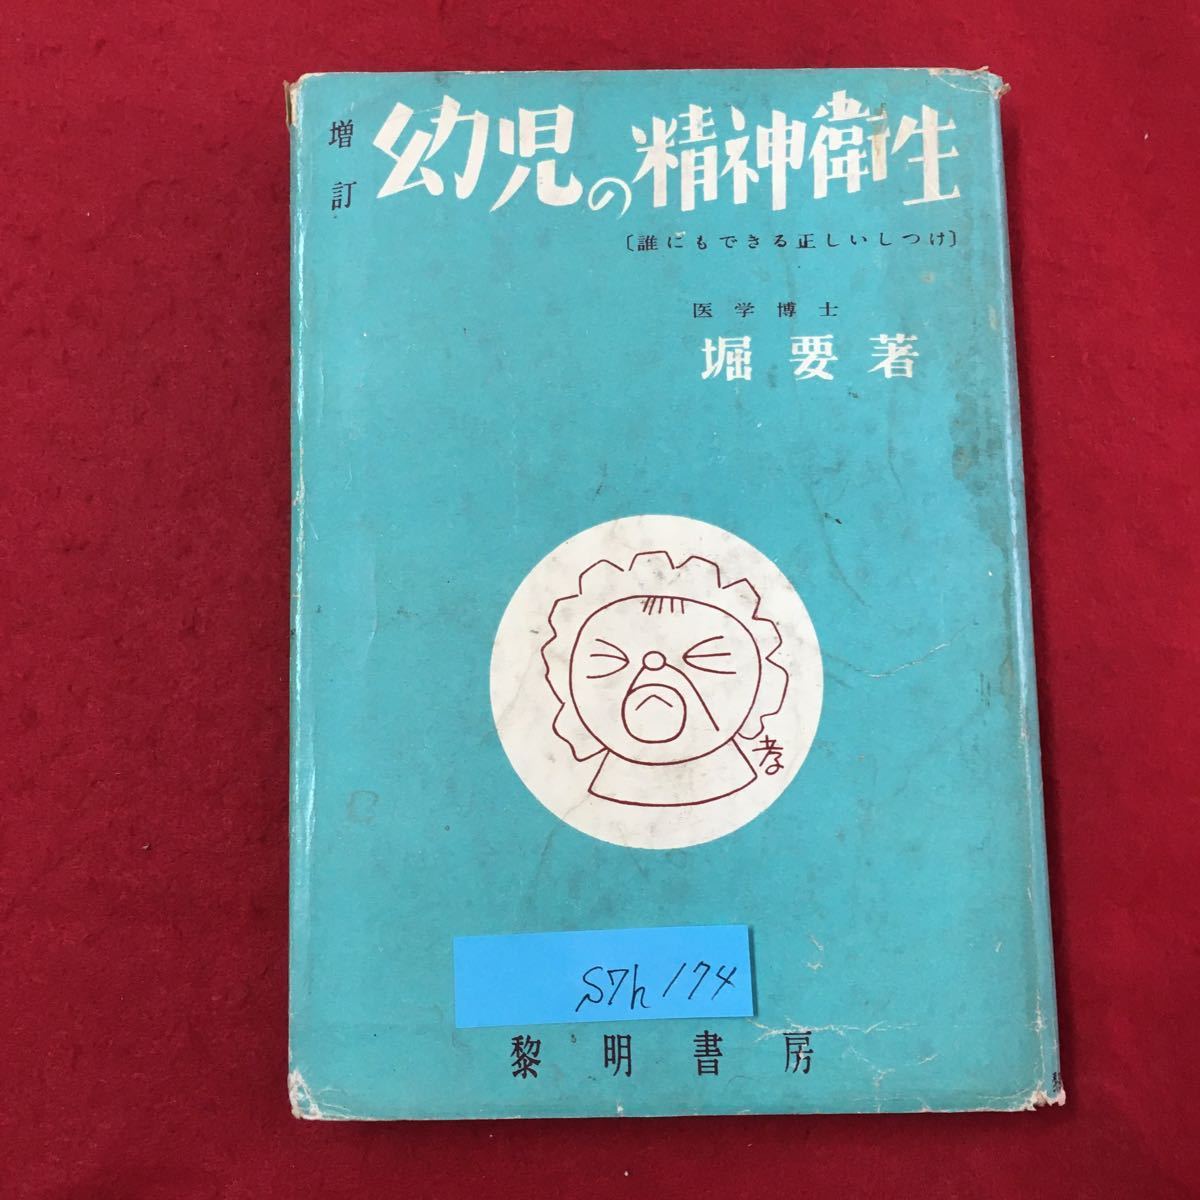 増訂
幼児の精神衛生
〔誰にもできる正しいしつけ〕
医学博士
堀要著
孝
S7h174
黎明書房